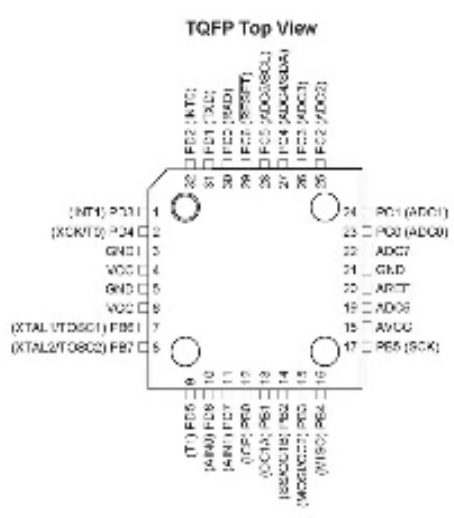 TQFP Top View
32 PD2 (INT0)
31 PD1 (TXD)
30 PD0 (RXD)
29 PC6 (RESET)
28 PC5 (ADC5/SCL)
27 PC4 (ADC4/SDA)
26 PC3 (ADC3)
25 PC2 (ADC2)
(INT1) PD3 1
(XCK/T0) PD4 2
GND 3
VCC 4
GND 5
VCC 6
(XTAL1/TOSC1) PB6 7
(XTAL2/TOSC2) PB7 8
24 PC1 (ADC1)
23 PC0 (ADC0)
22 ADC7
21 GND
20 AREF
19 ADC6
18 AVCC
17 PB5 (SCK)
(T1) PD5 9
(AIN0) PD6 10
(AIN1) PD7 11
(ICP) PB0 12
(OC1A) PB1 13
(SS/OC1B) PB2 14
(MOSI/OC2) PB3 15
(MISO) PB4 16